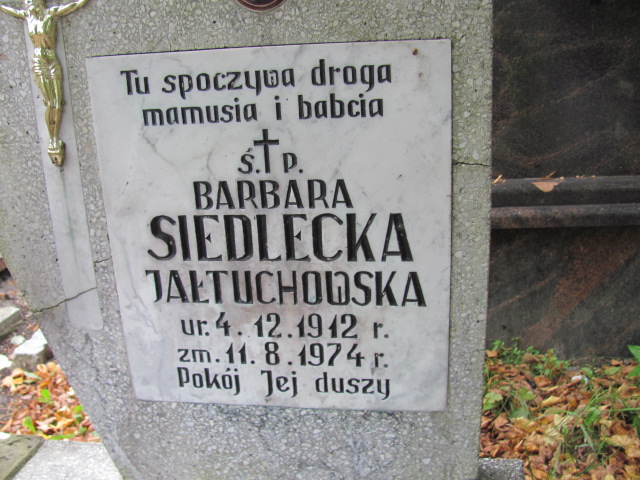 Tu spoczywa droga
mamusia i babcia
ś. † p.
BARBARA
SIEDLECKA
JAŁTUCHOWSKA
ur. 4. 12. 1912 r.
zm. 11. 8. 1974 r.
Pokój Jej duszy